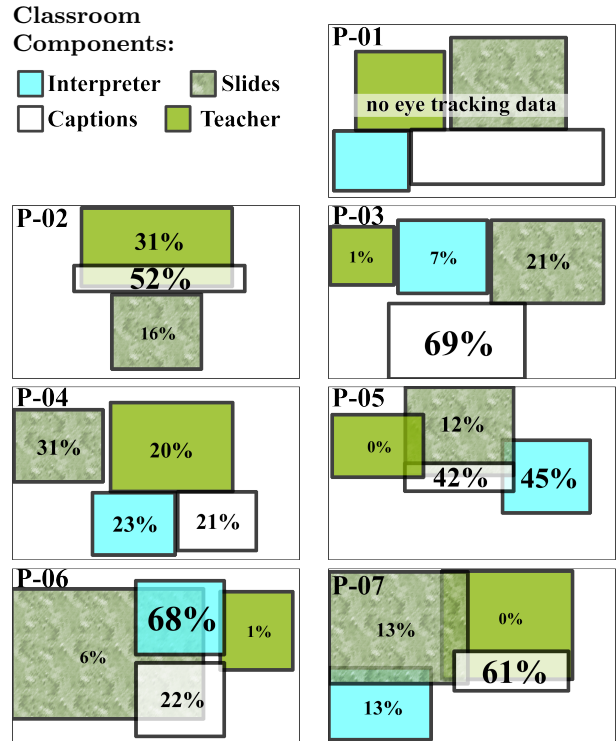 Classroom
Components:
Interpreter
Slides
Captions
Teacher
P-01
no eye tracking data
P-02
31%
52%
16%
P-03
1%
7%
21%
69%
P-04
31%
20%
23%
21%
P-05
12%
0%
42%
45%
P-06
68%
1%
6%
22%
P-07
0%
13%
61%
13%